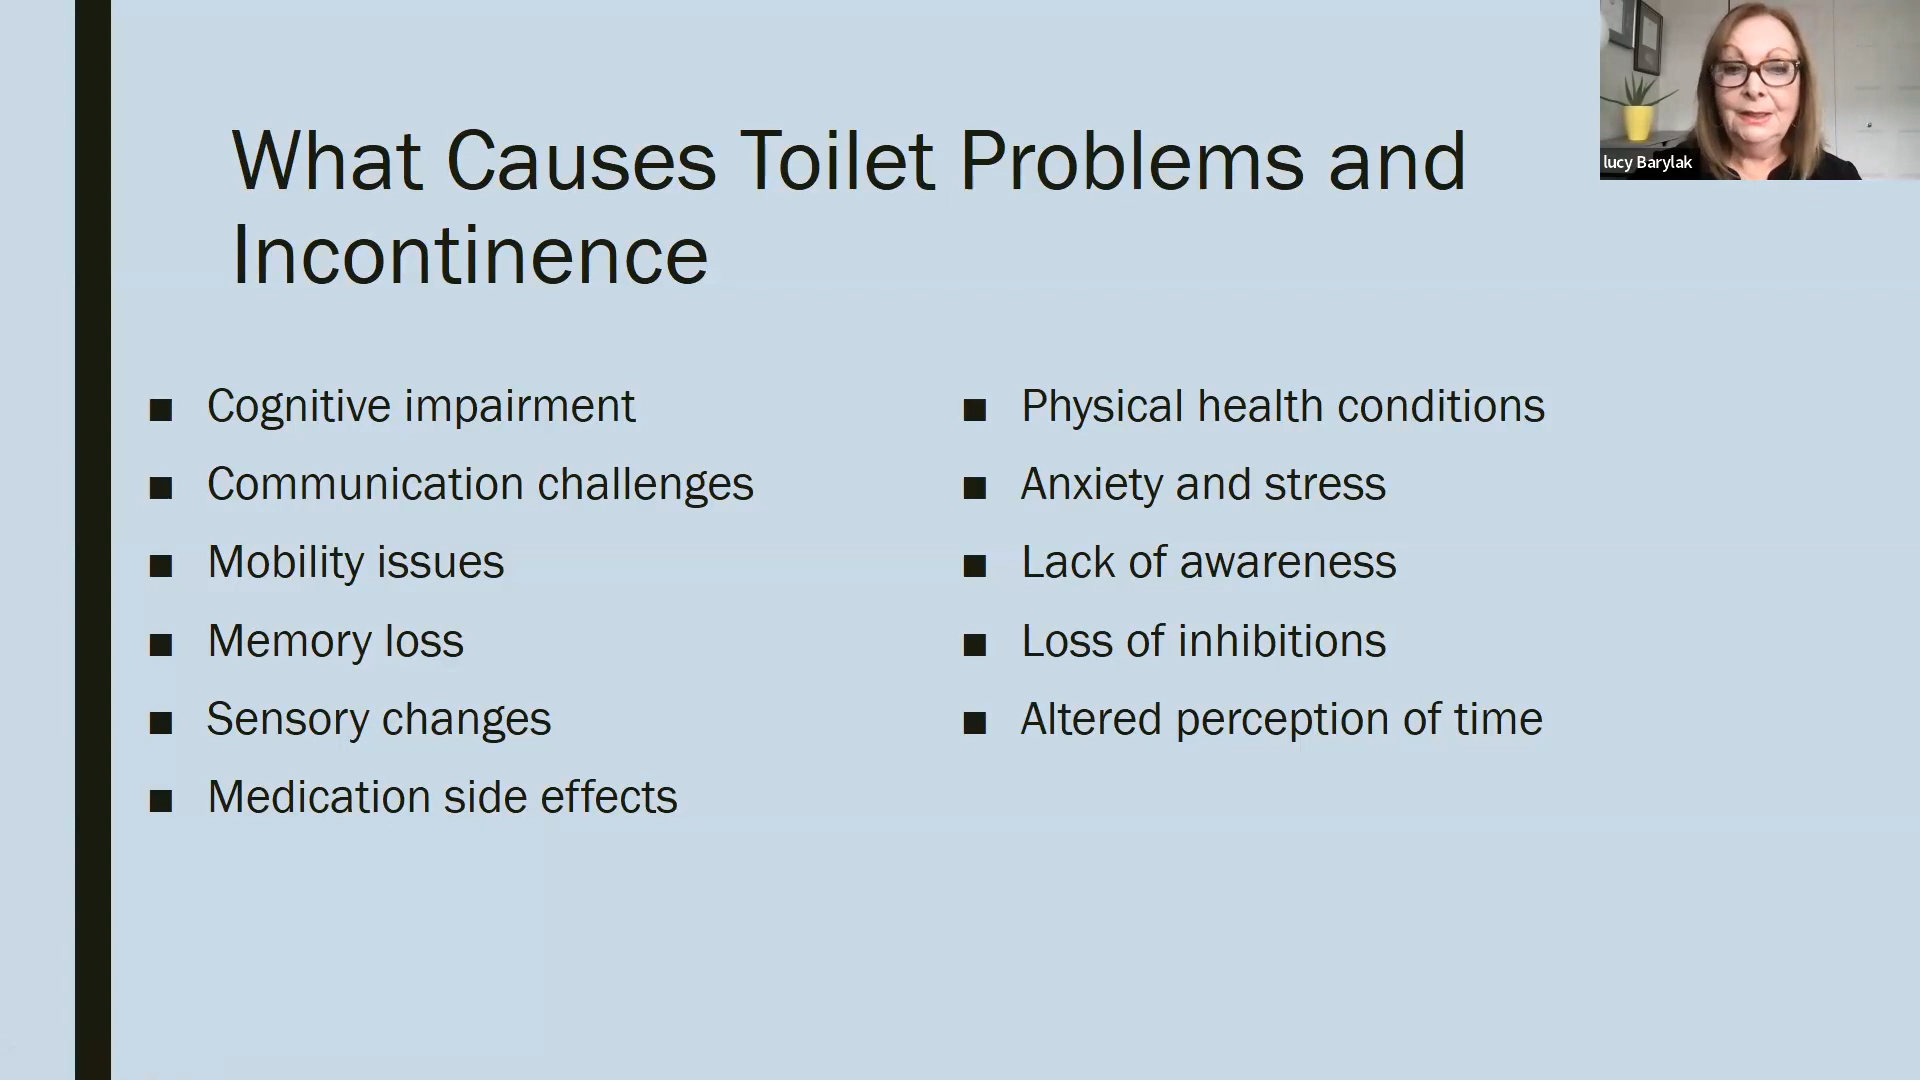 What Causes Toilet Problems and
Incontinence
■ Cognitive impairment
■ Communication challenges
■ Mobility issues
■ Memory loss
■ Sensory changes
■ Medication side effects
■ Physical health conditions
■ Anxiety and stress
■ Lack of awareness
■ Loss of inhibitions
■ Altered perception of time
lucy Barylak